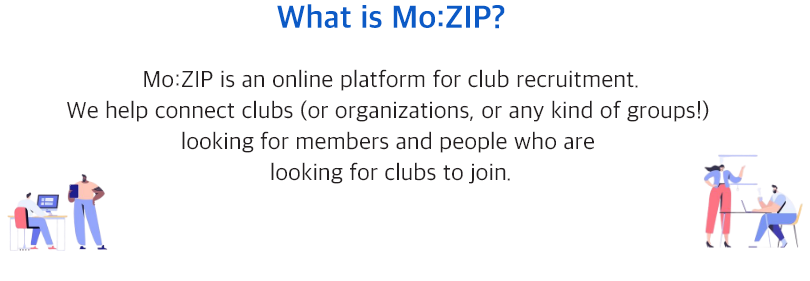 What is Mo:ZIP?
Mo:ZIP is an online platform for club recruitment.
We help connect clubs (or organizations, or any kind of groups!)
looking for members and people who are
looking for clubs to join.